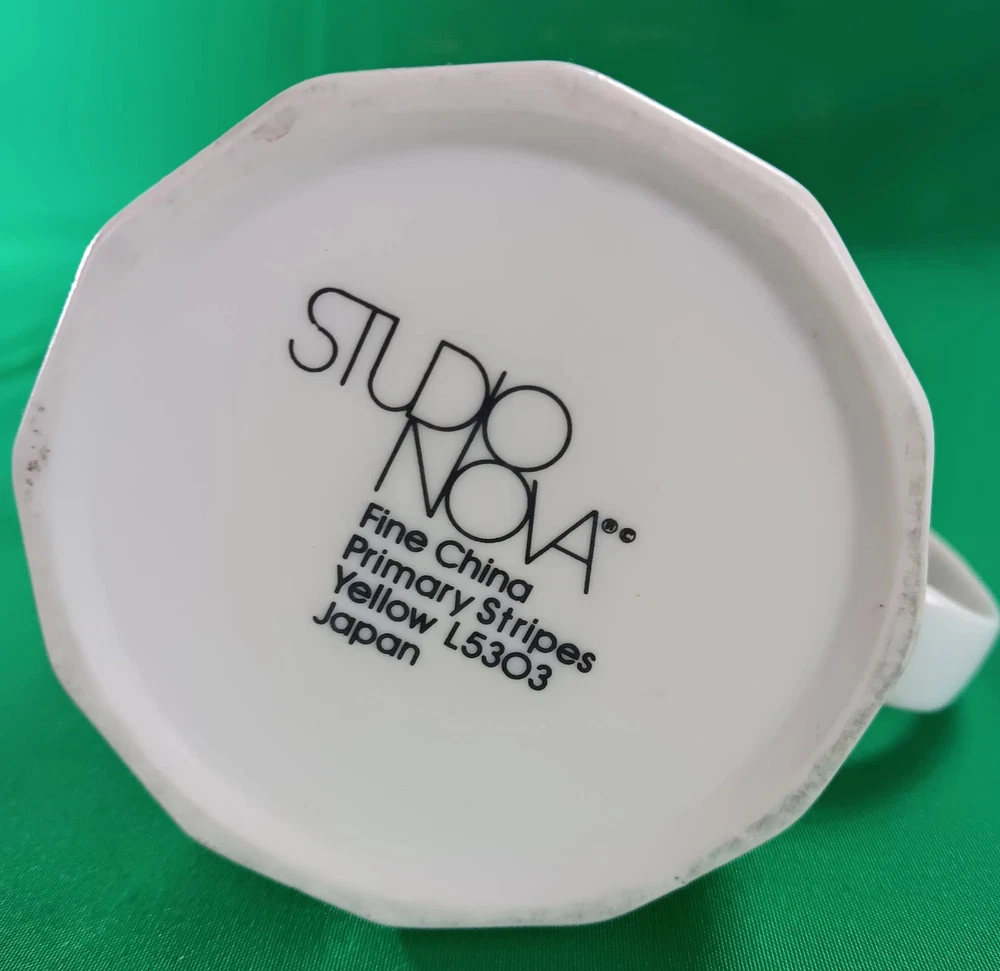 STUDIO
NOVA®©
Fine China
Primary Stripes
Yellow L5303
Japan